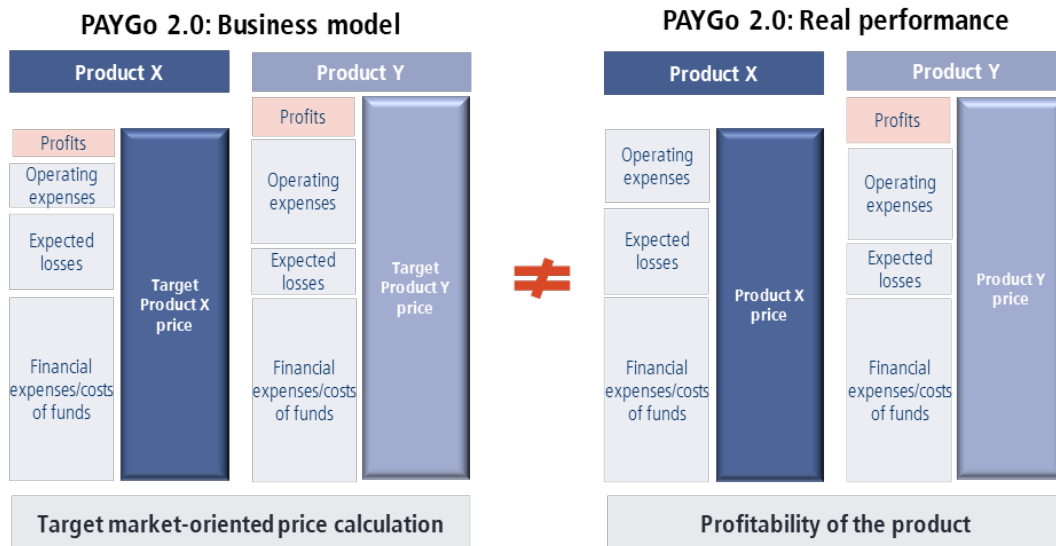 PAYGo 2.0: Business model
Product X
Product Y
Profits
Operating
expenses
Expected
losses
Financial
expenses/costs
of funds
Target
Product X
price
Profits
Operating
expenses
Expected
losses
Financial
expenses/costs
of funds
Target
Product Y
price
Target market-oriented price calculation
≠
PAYGo 2.0: Real performance
Product X
Product Y
Operating
expenses
Expected
losses
Financial
expenses/costs
of funds
Product X
price
Profits
Operating
expenses
Expected
losses
Financial
expenses/costs
of funds
Product Y
price
Profitability of the product